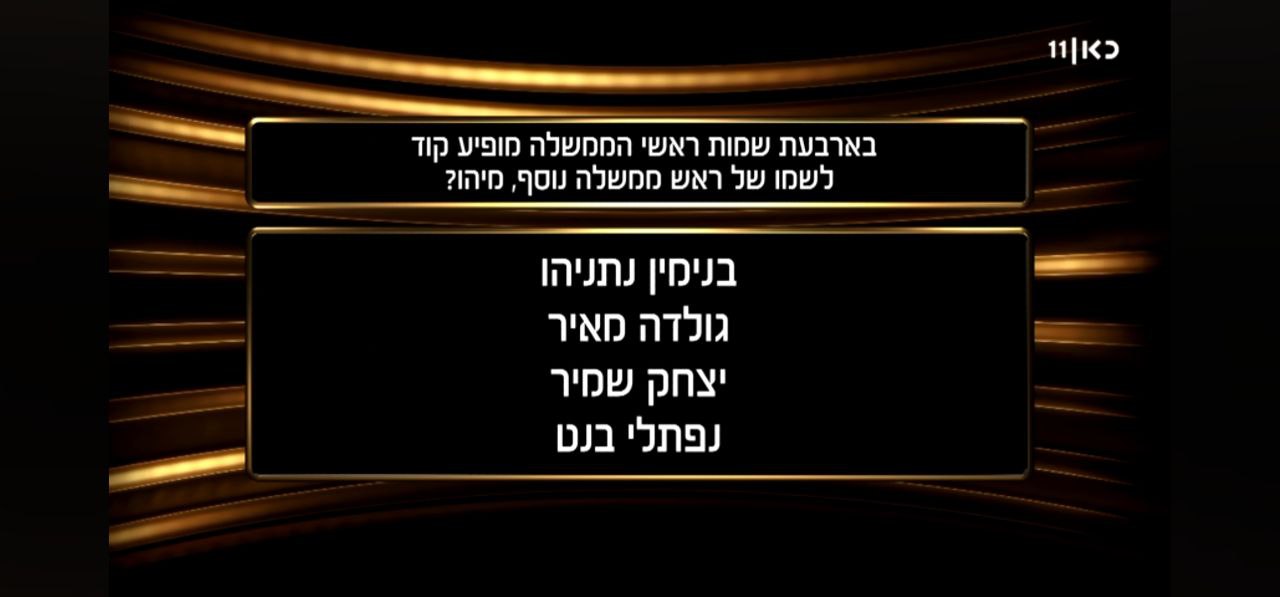 כאן|11
בארבעת שמות ראשי הממשלה מופיע קוד
לשמו של ראש ממשלה נוסף, מיהו?
בנימין נתניהו
גולדה מאיר
יצחק שמיר
נפתלי בנט